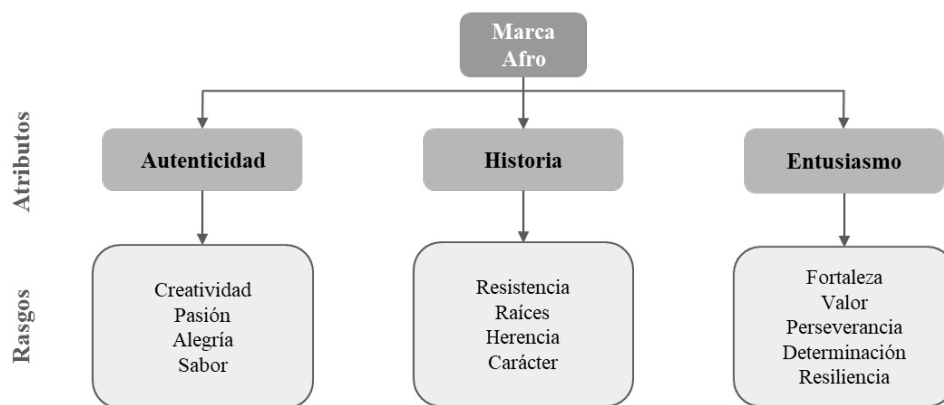 Marca
Afro
Atributos
Autenticidad
Historia
Entusiasmo
Rasgos
Creatividad
Pasión
Alegría
Sabor
Resistencia
Raíces
Herencia
Carácter
Fortaleza
Valor
Perseverancia
Determinación
Resiliencia